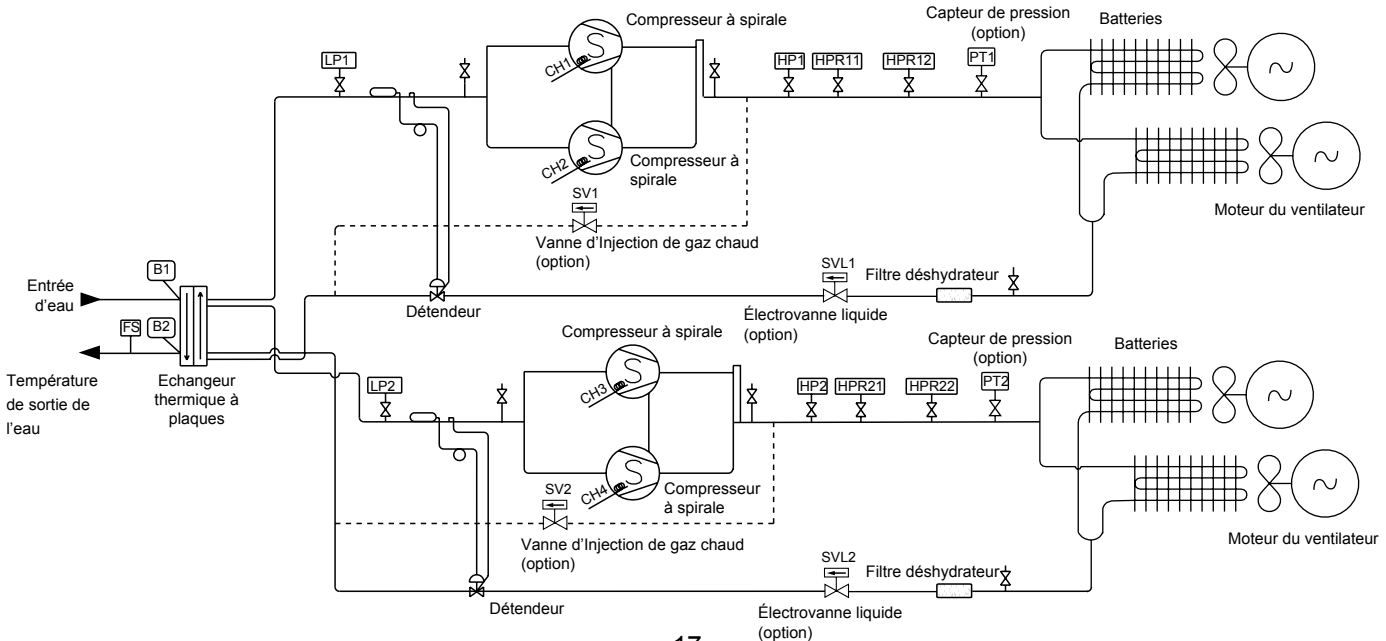 Compresseur à spirale
Capteur de pression
(option)
Batteries
LP1
CH1
HP1
HPR11
HPR12
PT1
CH2
Compresseur à
spirale
SV1
Vanne d'Injection de gaz chaud
(option)
Moteur du ventilateur
B1
Entrée
d'eau
SVL1
Filtre déshydrateur
Détendeur
Électrovanne liquide
(option)
FS
B2
Température
de sortie de
l'eau
Echangeur
thermique à
plaques
Compresseur à spirale
Capteur de pression
(option)
Batteries
LP2
CH3
HP2
HPR21
HPR22
PT2
CH4
Compresseur
à spirale
SV2
Vanne d'Injection de gaz chaud
(option)
Moteur du ventilateur
SVL2
Filtre déshydrateur
Détendeur
Électrovanne liquide
(option)